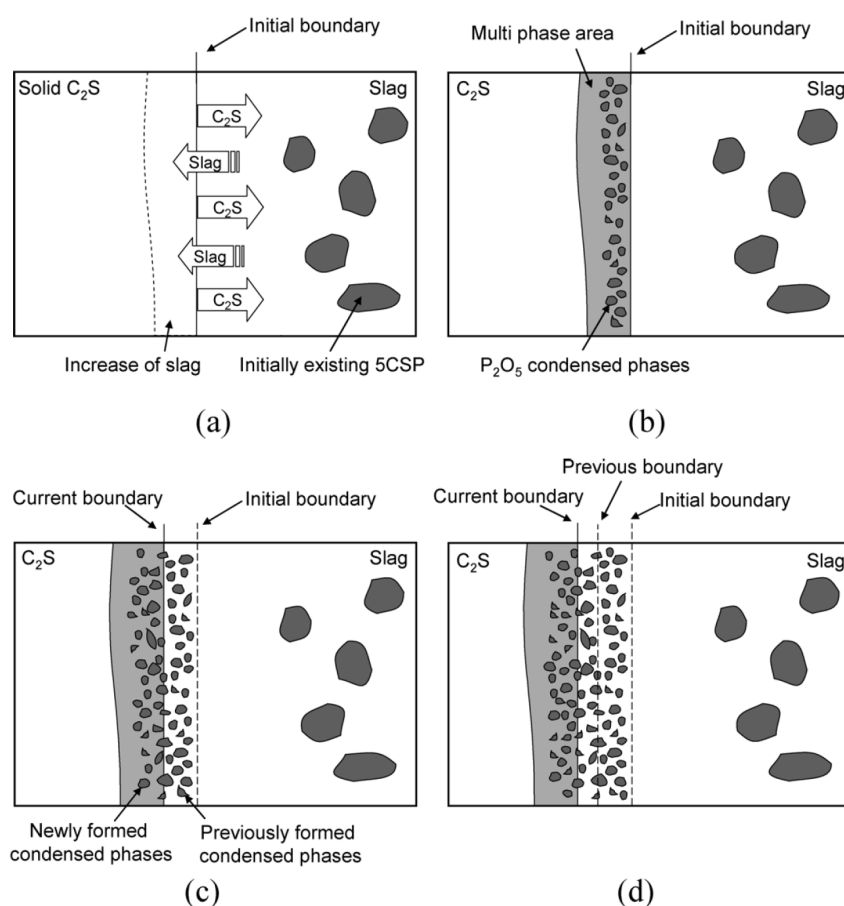 Initial boundary
Solid C₂S
Slag
C₂S
Slag
C₂S
Slag
C₂S
Increase of slag
Initially existing 5CSP
(a)
Multi phase area
Initial boundary
C₂S
Slag
P₂O₅ condensed phases
(b)
Current boundary
Initial boundary
C₂S
Slag
Newly formed
condensed phases
Previously formed
condensed phases
(c)
Previous boundary
Current boundary
Initial boundary
C₂S
Slag
(d)